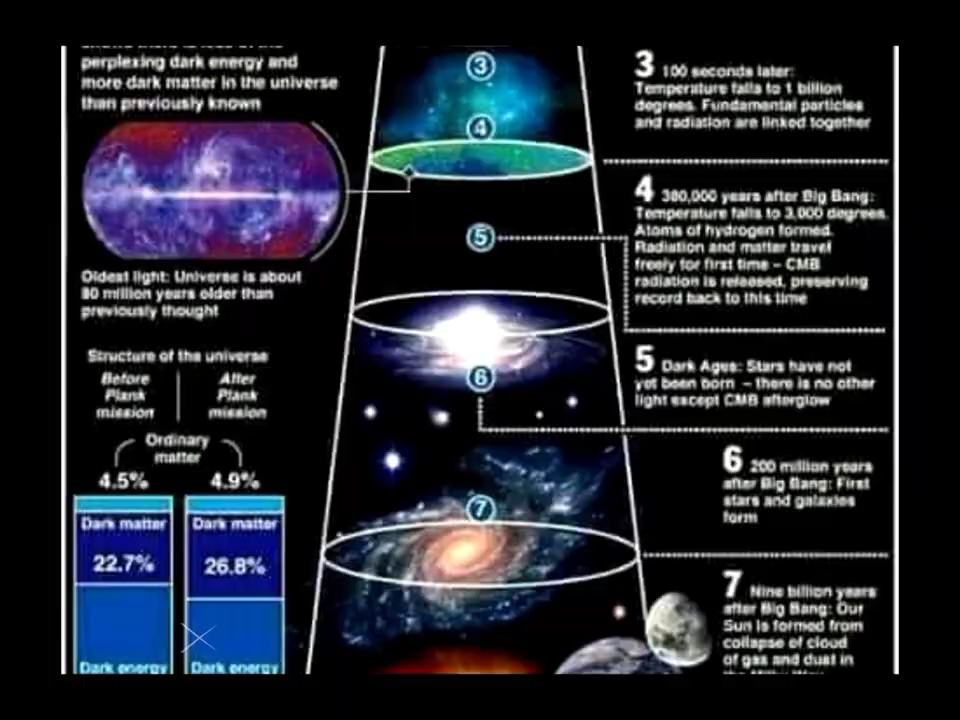 perplexing dark energy and
more dark matter in the universe
than previously known
Oldest light: Universe is about
80 million years older than
previously thought
Structure of the universe
Before
Plank
mission
After
Plank
mission
Ordinary
matter
4.5%
4.9%
Dark matter
22.7%
Dark matter
26.8%
Dark energy
Dark energy
3
4
5
6
7
3 100 seconds later:
Temperature falls to 1 billion
degrees. Fundamental particles
and radiation are linked together
4 380,000 years after Big Bang:
Temperature falls to 3,000 degrees.
Atoms of hydrogen formed.
Radiation and matter travel
freely for first time – CMB
radiation is released, preserving
record back to this time
5 Dark Ages: Stars have not
yet been born – there is no other
light except CMB afterglow
6 200 million years
after Big Bang: First
stars and galaxies
form
7 Nine billion years
after Big Bang: Our
Sun is formed from
collapse of cloud
of gas and dust in